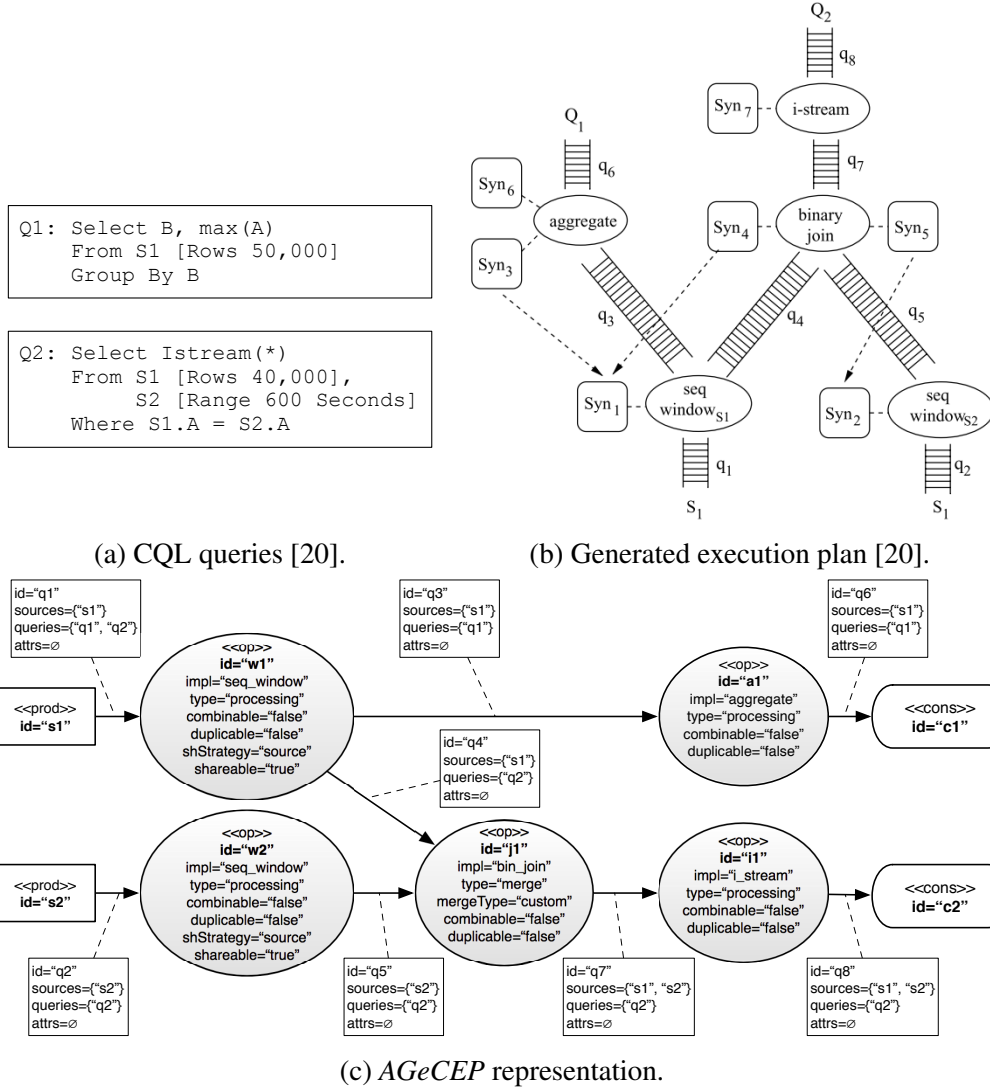 Q1: Select B, max(A)
From S1 [Rows 50,000]
Group By B
Q2: Select Istream(*)
From S1 [Rows 40,000],
S2 [Range 600 Seconds]
Where S1.A = S2.A
(a) CQL queries [20].
Q2
q8
Syn7
i-stream
Q1
q7
q6
Syn6
aggregate
Syn4
binary
join
Syn5
Syn3
q3
q4
q5
Syn1
seq
windowS1
Syn2
seq
windowS2
q1
q2
S1
S1
(b) Generated execution plan [20].
id=“q1”
sources={“s1”}
queries={“q1”, “q2”}
attrs=∅
id=“q3”
sources={“s1”}
queries={“q1”}
attrs=∅
id=“q6”
sources={“s1”}
queries={“q1”}
attrs=∅
<<prod>>
id=“s1”
<<op>>
id=“w1”
impl=“seq_window”
type=“processing”
combinable=“false”
duplicable=“false”
shStrategy=“source”
shareable=“true”
<<op>>
id=“a1”
impl=“aggregate”
type=“processing”
combinable=“false”
duplicable=“false”
<<cons>>
id=“c1”
id=“q4”
sources={“s1”}
queries={“q2”}
attrs=∅
<<prod>>
id=“s2”
<<op>>
id=“w2”
impl=“seq_window”
type=“processing”
combinable=“false”
duplicable=“false”
shStrategy=“source”
shareable=“true”
<<op>>
id=“j1”
impl=“bin_join”
type=“merge”
mergeType=“custom”
combinable=“false”
duplicable=“false”
<<op>>
id=“i1”
impl=“i_stream”
type=“processing”
combinable=“false”
duplicable=“false”
<<cons>>
id=“c2”
id=“q2”
sources={“s2”}
queries={“q2”}
attrs=∅
id=“q5”
sources={“s2”}
queries={“q2”}
attrs=∅
id=“q7”
sources={“s1”, “s2”}
queries={“q2”}
attrs=∅
id=“q8”
sources={“s1”, “s2”}
queries={“q2”}
attrs=∅
(c) AGeCEP representation.